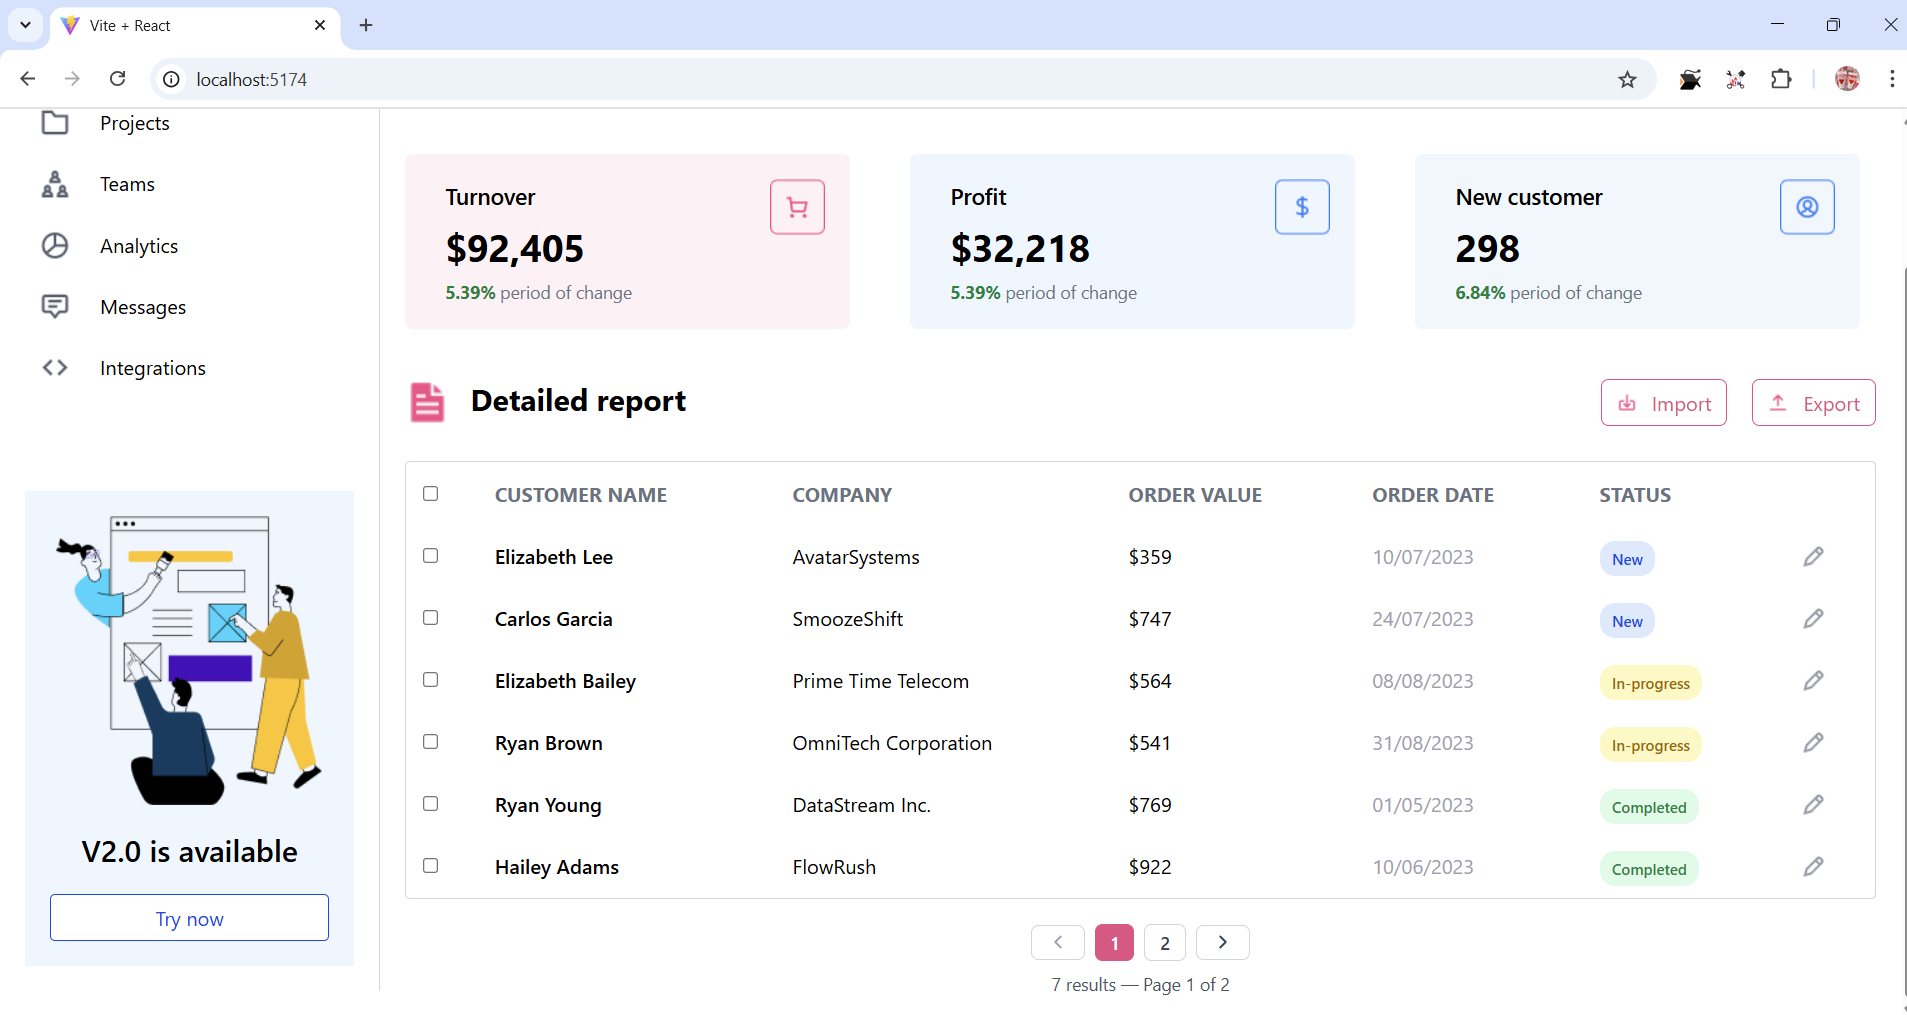 Vite + React
localhost:5174
Projects
Teams
Analytics
Messages
Integrations
V2.0 is available
Try now
Turnover
$92,405
5.39% period of change
Profit
$32,218
5.39% period of change
New customer
298
6.84% period of change
Detailed report
Import
Export
CUSTOMER NAME COMPANY ORDER VALUE ORDER DATE STATUS
Elizabeth Lee AvatarSystems $359 10/07/2023 New
Carlos Garcia SmoozeShift $747 24/07/2023 New
Elizabeth Bailey Prime Time Telecom $564 08/08/2023 In-progress
Ryan Brown OmniTech Corporation $541 31/08/2023 In-progress
Ryan Young DataStream Inc. $769 01/05/2023 Completed
Hailey Adams FlowRush $922 10/06/2023 Completed
1 2
7 results — Page 1 of 2